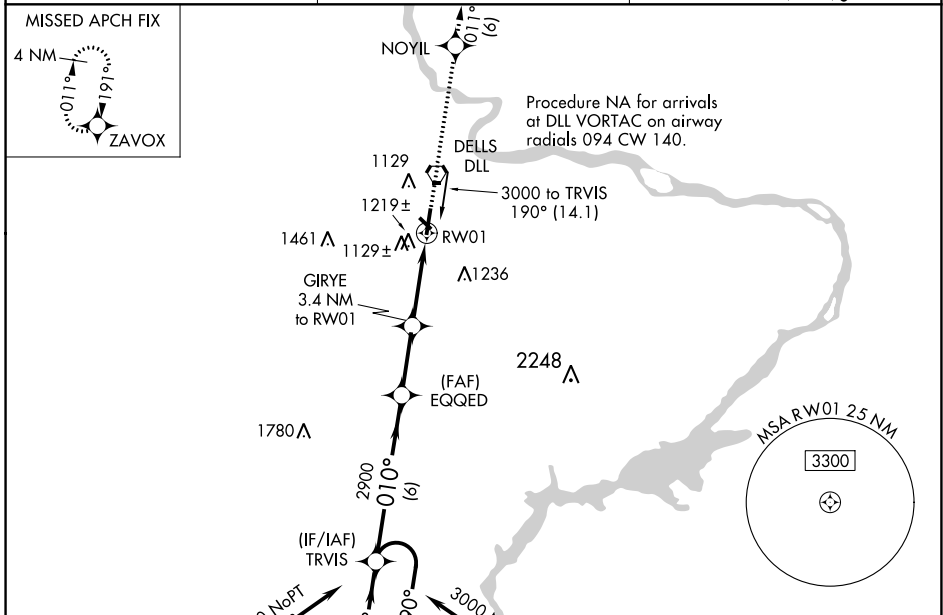 MISSED APCH FIX
4 NM
011°
191°
ZAVOX
011°
(6)
NOYIL
Procedure NA for arrivals
at DLL VORTAC on airway
radials 094 CW 140.
DELLS
DLL
1129
3000 to TRVIS
190° (14.1)
1219±
1461
1129±
RW01
1236
GIRYE
3.4 NM
to RW01
2248
(FAF)
EQQED
1780
MSA RW01 25 NM
3300
2900
010°
(6)
(IF/IAF)
TRVIS
NoPT
3000